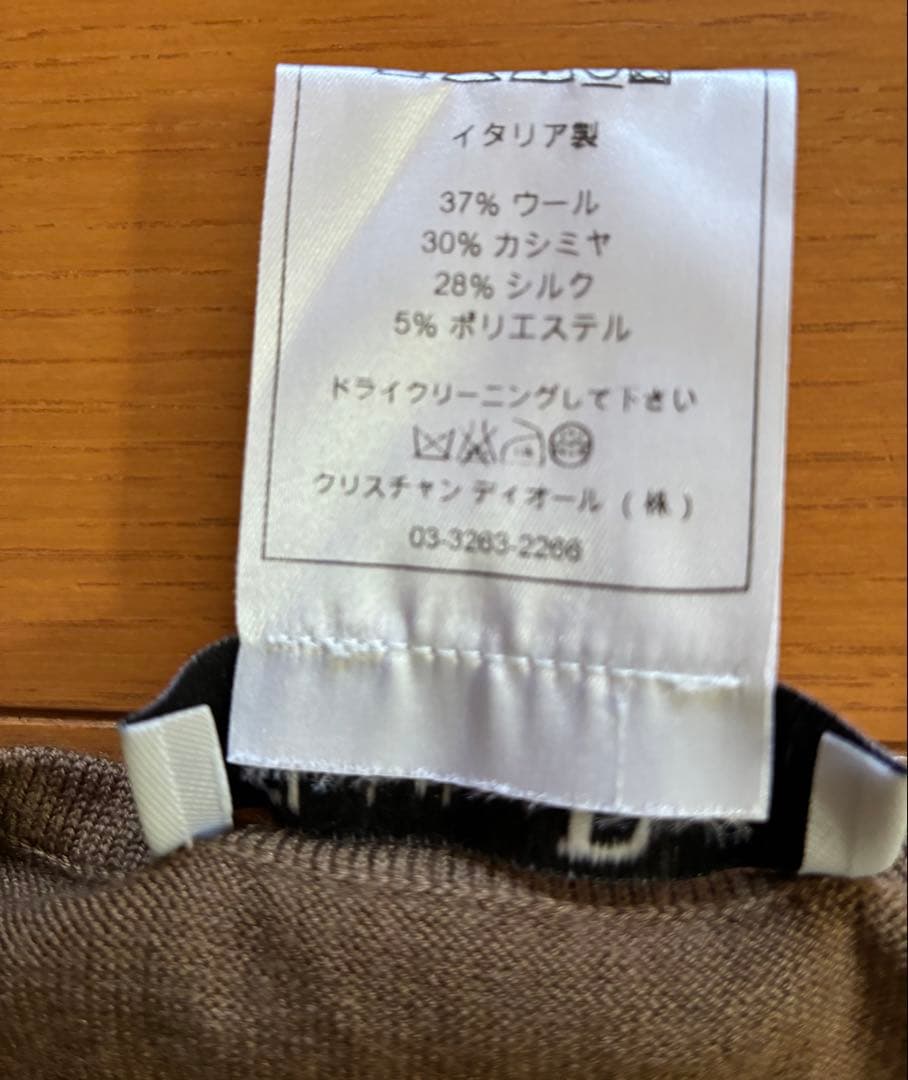 イタリア製
37% ウール
30% カシミヤ
28% シルク
5% ポリエステル
ドライクリーニングして下さい
クリスチャン ディオール (株)
03-3263-2266
D